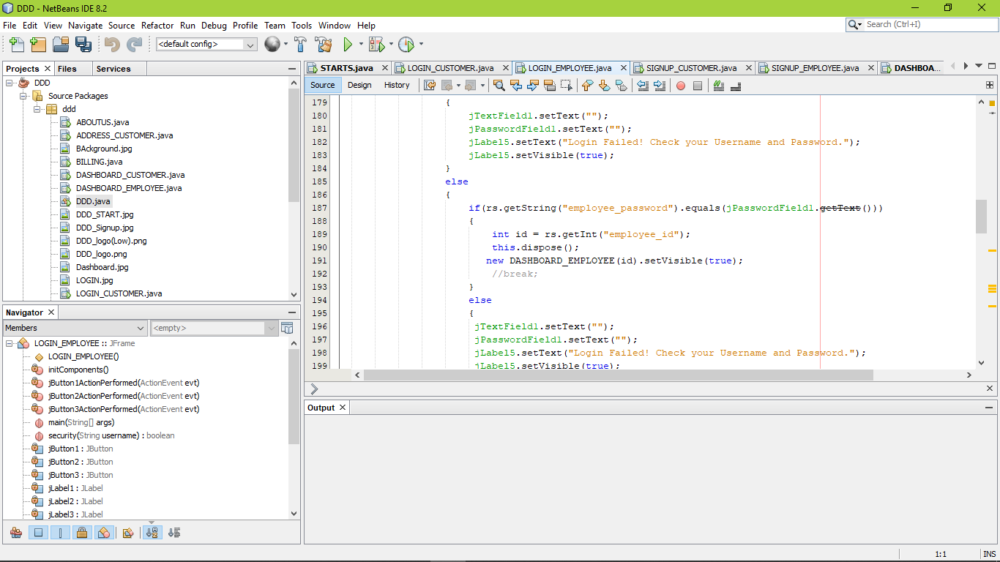 DDD - NetBeans IDE 8.2
File Edit View Navigate Source Refactor Run Debug Profile Team Tools Window Help
Search (Ctrl+I)
<default config>
Projects Files Services
DDD
Source Packages
ddd
ABOUTUS.java
ADDRESS_CUSTOMER.java
BAckground.jpg
BILLING.java
DASHBOARD_CUSTOMER.java
DASHBOARD_EMPLOYEE.java
DDD.java
DDD_START.jpg
DDD_Signup.jpg
DDD_logo(Low).png
DDD_logo.png
Dashboard.jpg
LOGIN.jpg
LOGIN_CUSTOMER.java
Navigator
Members <empty>
LOGIN_EMPLOYEE :: JFrame
LOGIN_EMPLOYEE()
initComponents()
jButton1ActionPerformed(ActionEvent evt)
jButton2ActionPerformed(ActionEvent evt)
jButton3ActionPerformed(ActionEvent evt)
main(String[] args)
security(String username) : boolean
jButton1 : JButton
jButton2 : JButton
jButton3 : JButton
jLabel1 : JLabel
jLabel2 : JLabel
jLabel3 : JLabel
STARTS.java LOGIN_CUSTOMER.java LOGIN_EMPLOYEE.java SIGNUP_CUSTOMER.java SIGNUP_EMPLOYEE.java DASHBOA...
Source Design History
179 {
180 jTextField1.setText("");
181 jPasswordField1.setText("");
182 jLabel5.setText("Login Failed! Check your Username and Password.");
183 jLabel5.setVisible(true);
184 }
185 else
186 {
187 if(rs.getString("employee_password").equals(jPasswordField1.getText()))
188 {
189 int id = rs.getInt("employee_id");
190 this.dispose();
191 new DASHBOARD_EMPLOYEE(id).setVisible(true);
192 //break;
193 }
194 else
195 {
196 jTextField1.setText("");
197 jPasswordField1.setText("");
198 jLabel5.setText("Login Failed! Check your Username and Password.");
199 jLabel5.setVisible(true);
Output
1:1 INS